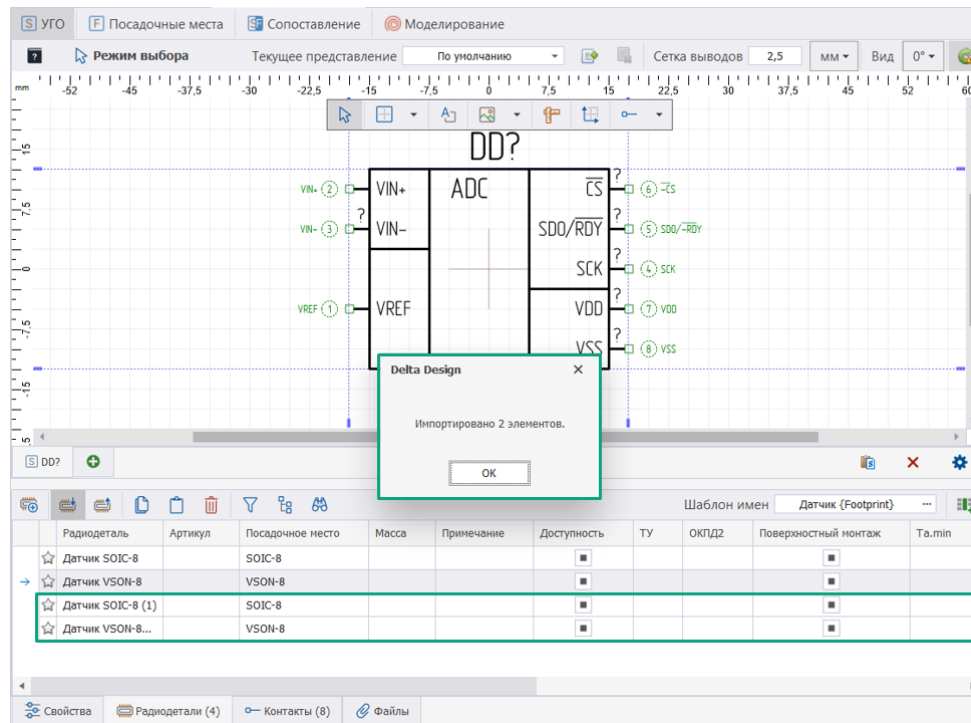 S УГО F Посадочные места S F Сопоставление Моделирование
? Режим выбора Текущее представление По умолчанию Сетка выводов 2,5 мм Вид 0°
mm -52 -45 -37,5 -30 -22,5 -15 -7,5 0 7,5 15 22,5 30 37,5 45 52 60
15
7,5
0
-7,5
-15
DD?
VIN+ 2 VIN+ ADC C̅S̅ ? 6 ¬CS
VIN- 3 ? VIN- SDO/R̅D̅Y̅ ? 5 SDO/¬RDY
SCK ? 4 SCK
VREF 1 VREF VDD ? 7 VDD
VSS ? 8 VSS
Delta Design
Импортировано 2 элементов.
ОК
S DD?
Шаблон имен Датчик {Footprint} ...
Радиодеталь Артикул Посадочное место Масса Примечание Доступность ТУ ОКПД2 Поверхностный монтаж Ta.min
Датчик SOIC-8 SOIC-8
Датчик VSON-8 VSON-8
Датчик SOIC-8 (1) SOIC-8
Датчик VSON-8... VSON-8
Свойства Радиодетали (4) Контакты (8) Файлы